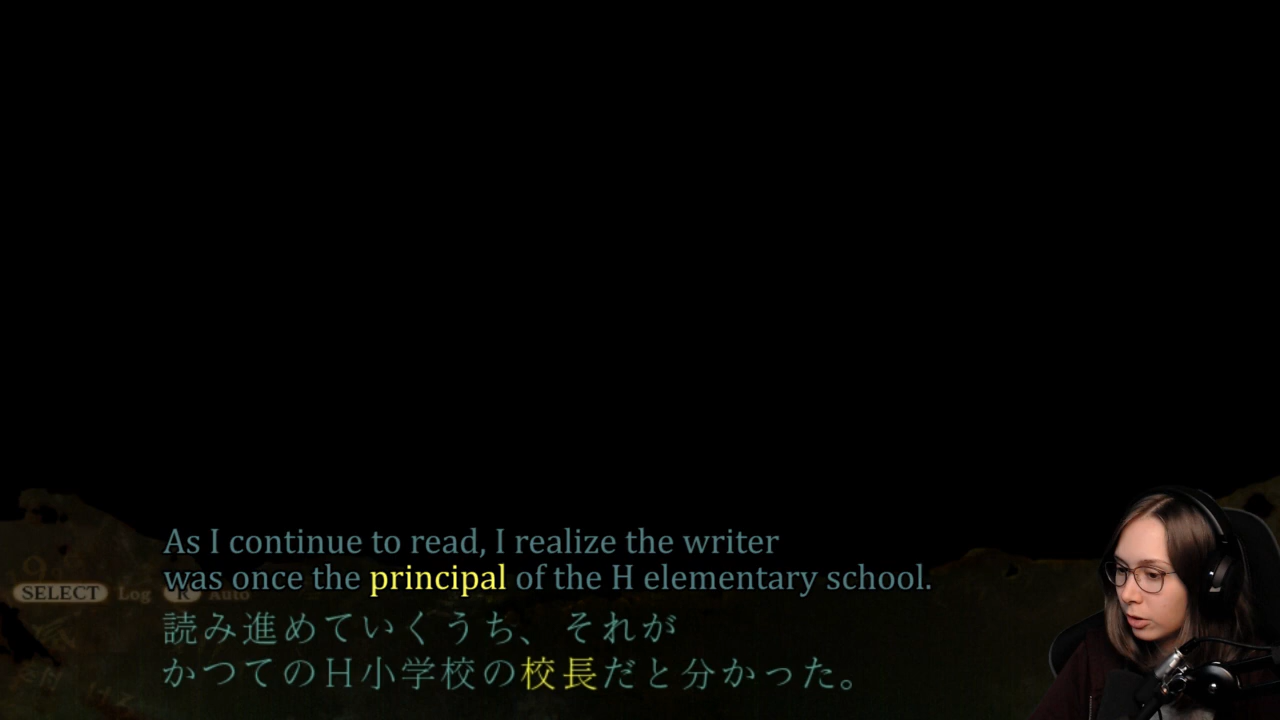 As I continue to read, I realize the writer
was once the principal of the H elementary school.
SELECT Log R Auto
読み進めていくうち、それが
かつてのH小学校の校長だと分かった。